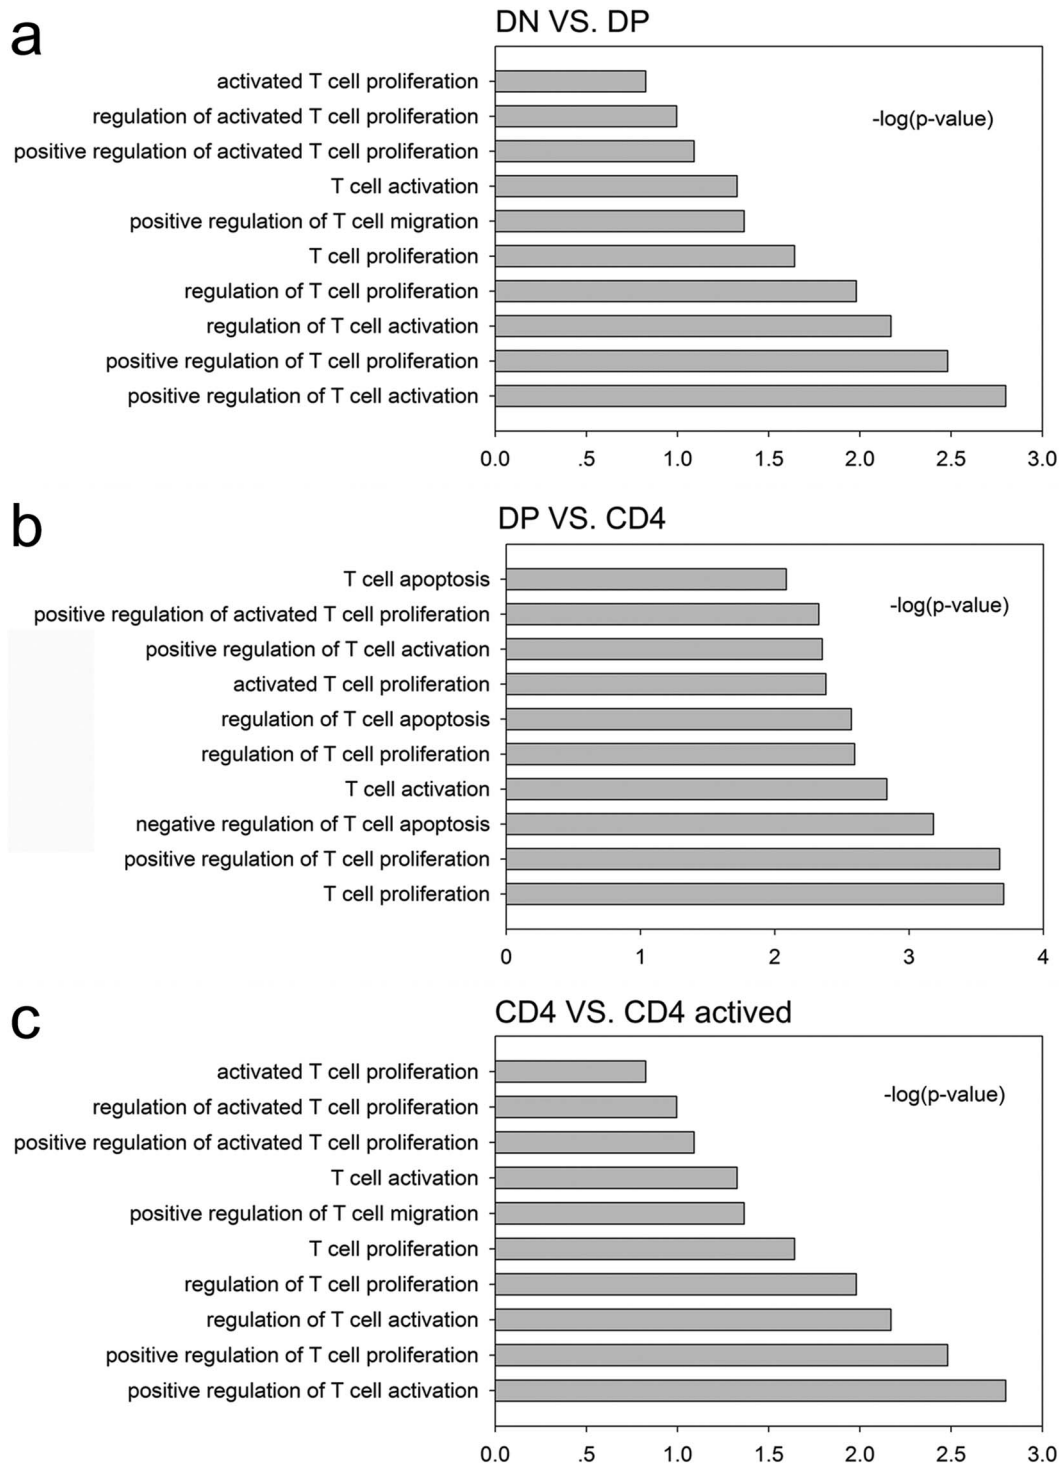 a
DN VS. DP
activated T cell proliferation
regulation of activated T cell proliferation
-log(p-value)
positive regulation of activated T cell proliferation
T cell activation
positive regulation of T cell migration
T cell proliferation
regulation of T cell proliferation
regulation of T cell activation
positive regulation of T cell proliferation
positive regulation of T cell activation
0.0 .5 1.0 1.5 2.0 2.5 3.0
b
DP VS. CD4
T cell apoptosis
-log(p-value)
positive regulation of activated T cell proliferation
positive regulation of T cell activation
activated T cell proliferation
regulation of T cell apoptosis
regulation of T cell proliferation
T cell activation
negative regulation of T cell apoptosis
positive regulation of T cell proliferation
T cell proliferation
0 1 2 3 4
c
CD4 VS. CD4 actived
activated T cell proliferation
-log(p-value)
regulation of activated T cell proliferation
positive regulation of activated T cell proliferation
T cell activation
positive regulation of T cell migration
T cell proliferation
regulation of T cell proliferation
regulation of T cell activation
positive regulation of T cell proliferation
positive regulation of T cell activation
0.0 .5 1.0 1.5 2.0 2.5 3.0